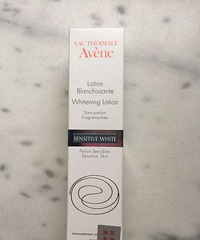 EAU THERMALE
Avène
Lotion
Blanchissante
Whitening Lotion
Sans parfum
Fragrance-free
SENSITIVE WHITE
Peaux Sensibles
Sensitive Skin